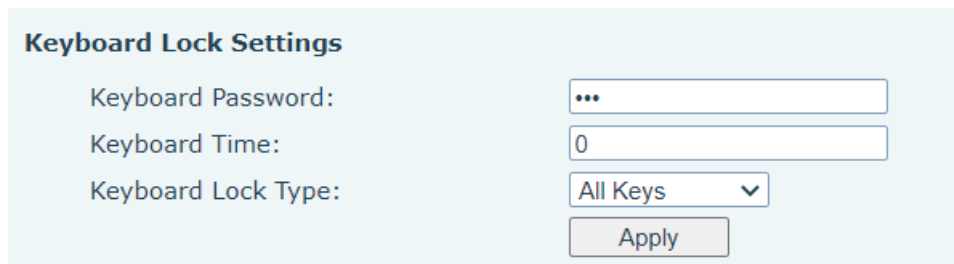 Keyboard Lock Settings
Keyboard Password: •••
Keyboard Time: 0
Keyboard Lock Type: All Keys
Apply